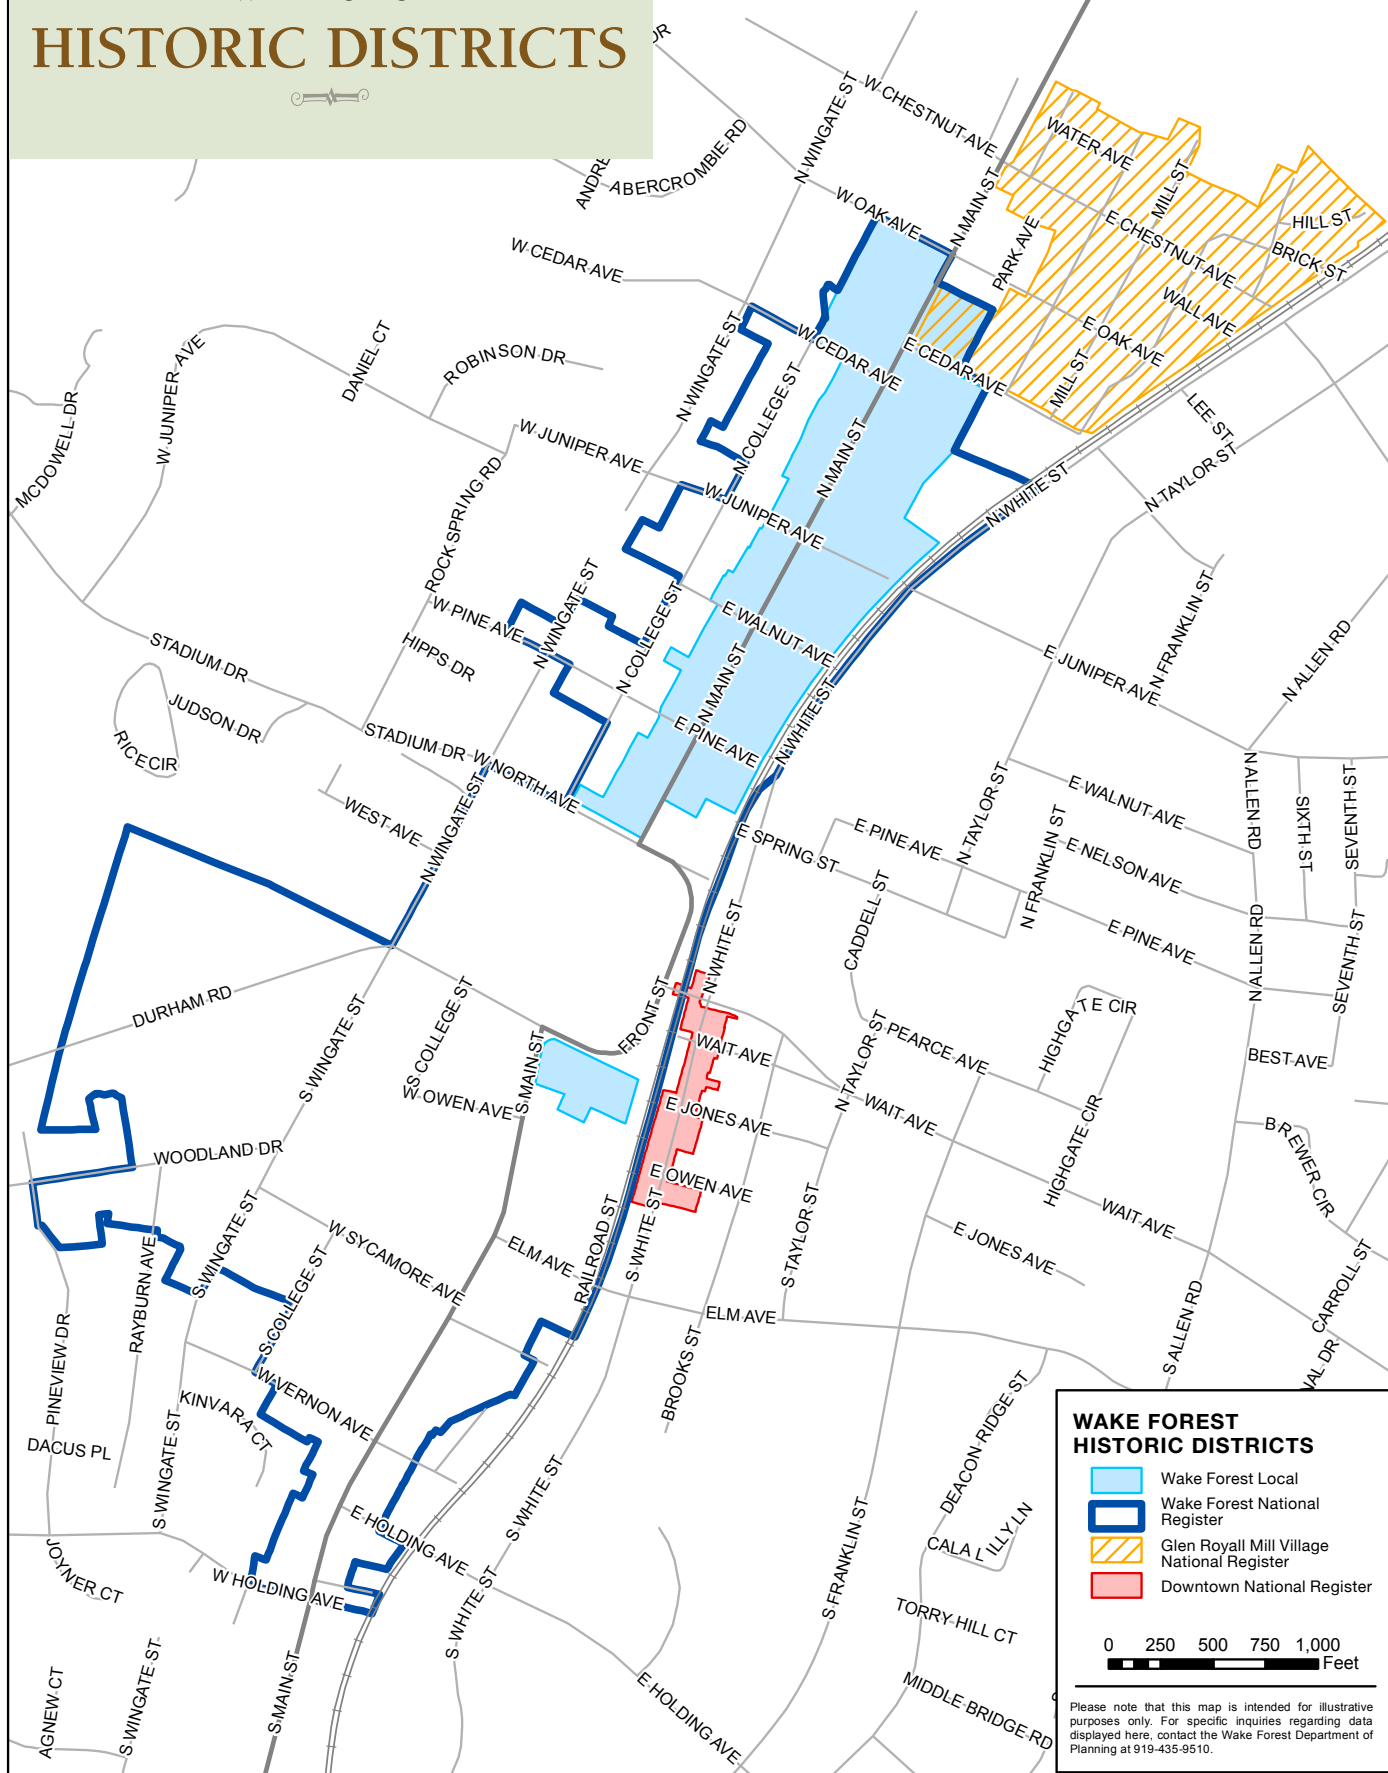 HISTORIC DISTRICTS
DR
W CHESTNUT AVE
N WINGATE ST
WATER AVE
ABERCROMBIE RD
ANDRE
MILL ST
W OAK AVE
N MAIN ST
HILL ST
E CHESTNUT AVE
PARK AVE
BRICK ST
W CEDAR AVE
WALL AVE
E OAK AVE
DANIEL CT
ROBINSON DR
W JUNIPER AVE
N WINGATE ST
W CEDAR AVE
E CEDAR AVE
MILL ST
N COLLEGE ST
LEE ST
MCDOWELL DR
W JUNIPER AVE
N MAIN ST
N TAYLOR ST
ROCK SPRING RD
W JUNIPER AVE
N WHITE ST
N WINGATE ST
N COLLEGE ST
W PINE AVE
E WALNUT AVE
N FRANKLIN ST
N ALLEN RD
STADIUM DR
HIPPS DR
N MAIN ST
E JUNIPER AVE
JUDSON DR
RICE CIR
STADIUM DR
W NORTH AVE
E PINE AVE
N WHITE ST
WEST AVE
N WINGATE ST
E SPRING ST
E PINE AVE
N TAYLOR ST
E WALNUT AVE
N ALLEN RD
SIXTH ST
SEVENTH ST
N FRANKLIN ST
E NELSON AVE
CADDELL ST
N WHITE ST
E PINE AVE
N ALLEN RD
SEVENTH ST
DURHAM RD
S WINGATE ST
S COLLEGE ST
FRONT ST
S MAIN ST
WAIT AVE
N TAYLOR ST
PEARCE AVE
HIGHGATE CIR
BEST AVE
W OWEN AVE
E JONES AVE
WAIT AVE
HIGHGATE CIR
BREWER CIR
WOODLAND DR
E OWEN AVE
S WINGATE ST
W SYCAMORE AVE
ELM AVE
RAILROAD ST
S WHITE ST
S TAYLOR ST
E JONES AVE
WAIT AVE
RAYBURN AVE
S COLLEGE ST
ELM AVE
S ALLEN RD
CARROLL ST
PINEVIEW DR
BROOKS ST
NAL DR
W VERNON AVE
KINVARA CT
DACUS PL
S WINGATE ST
DEACON RIDGE ST
S WHITE ST
E HOLDING AVE
S FRANKLIN ST
CALA LILLY LN
JOYNER CT
W HOLDING AVE
S WHITE ST
TORRY HILL CT
AGNEW CT
S WINGATE ST
S MAIN ST
E HOLDING AVE
MIDDLE BRIDGE RD
WAKE FOREST
HISTORIC DISTRICTS
Wake Forest Local
Wake Forest National
Register
Glen Royall Mill Village
National Register
Downtown National Register
0 250 500 750 1,000
Feet
Please note that this map is intended for illustrative
purposes only. For specific inquiries regarding data
displayed here, contact the Wake Forest Department of
Planning at 919-435-9510.